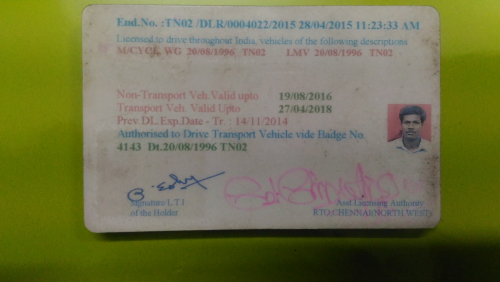 End.No. :TN02 /DLR/0004022/2015 28/04/2015 11:23:33 AM
Licensed to drive throughout India, vehicles of the following descriptions
M/CYCL WG 20/08/1996 TN02 LMV 20/08/1996 TN02
Non-Transport Veh.Valid upto 19/08/2016
Transport Veh. Valid Upto 27/04/2018
Prev DL Exp.Date - Tr. : 14/11/2014
Authorised to Drive Transport Vehicle vide Badge No.
4143 Dt.20/08/1996 TN02
Signature L T I
of the Holder
Asst Licensing Authority
RTO,CHENNAI(NORTH WEST)